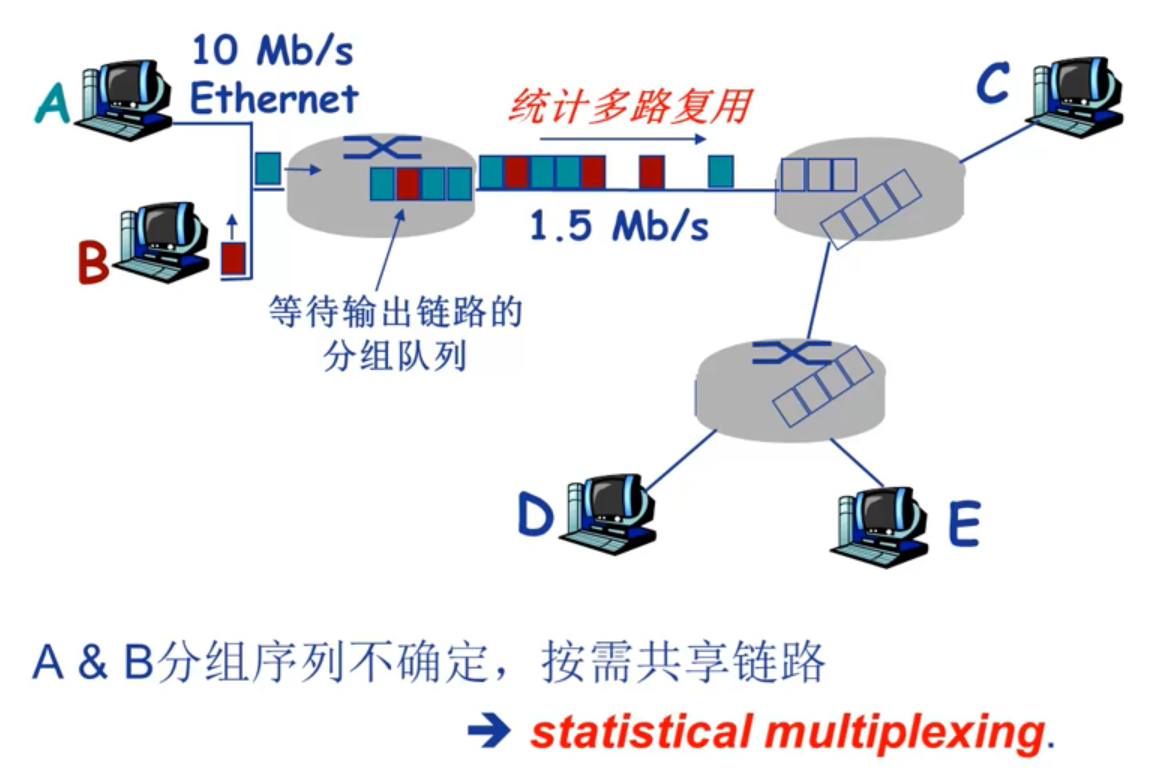 10 Mb/s
Ethernet
A
统计多路复用
C
1.5 Mb/s
B
等待输出链路的
分组队列
D
E
A & B分组序列不确定，按需共享链路
➔ statistical multiplexing.